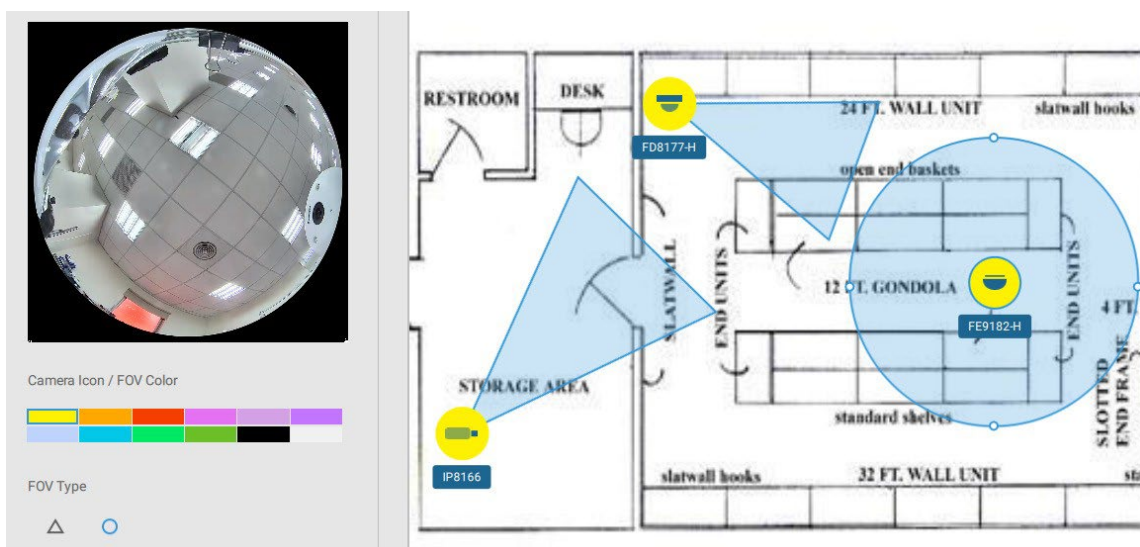 Camera Icon / FOV Color
FOV Type
RESTROOM
DESK
FD8177-H
24 FT. WALL UNIT
slatwall hooks
open end baskets
SLATWALL
END UNITS
12 FT. GONDOLA
FE9182-H
END UNITS
4 FT.
STORAGE AREA
IP8166
standard shelves
SLOTTED
END FRAME
slatwall hooks
32 FT. WALL UNIT
sta